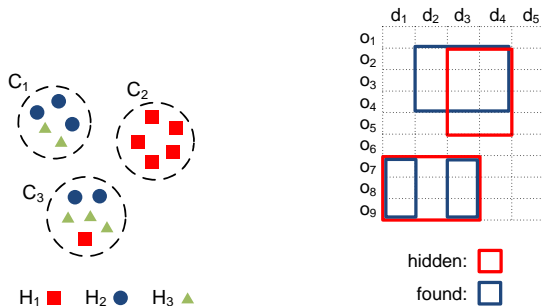 C₁
C₂
C₃
H₁ H₂ H₃
d₁ d₂ d₃ d₄ d₅
o₁
o₂
o₃
o₄
o₅
o₆
o₇
o₈
o₉
hidden:
found: